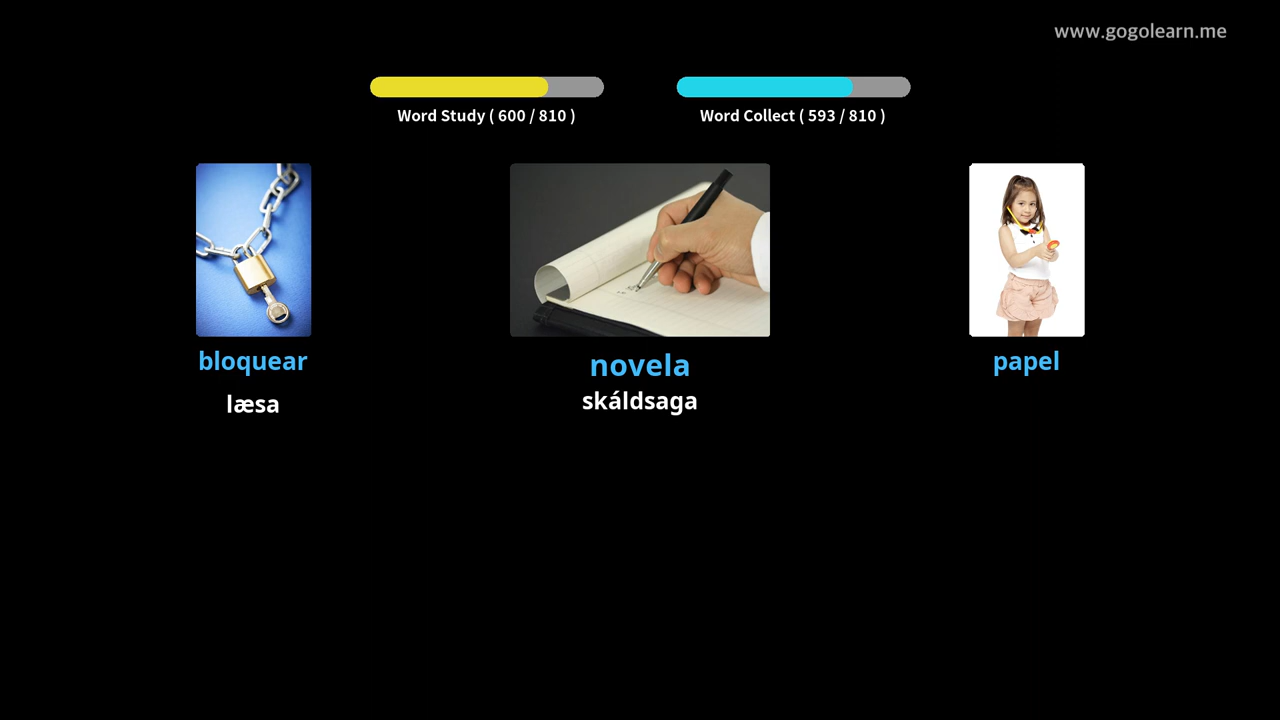 www.gogolearn.me
Word Study ( 600 / 810 )
Word Collect ( 593 / 810 )
bloquear
læsa
novela
skáldsaga
papel